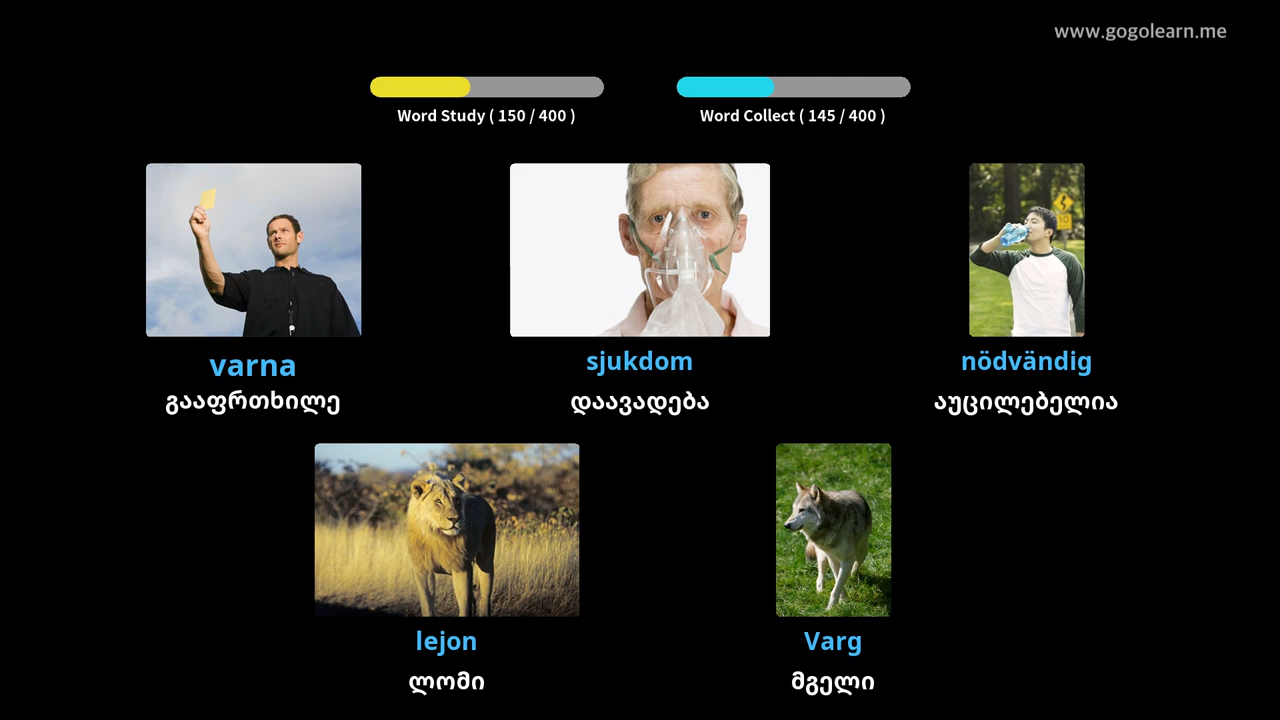 www.gogolearn.me
Word Study ( 150 / 400 )
Word Collect ( 145 / 400 )
varna
გააფრთხილე
sjukdom
დაავადება
nödvändig
აუცილებელია
lejon
ლომი
Varg
მგელი